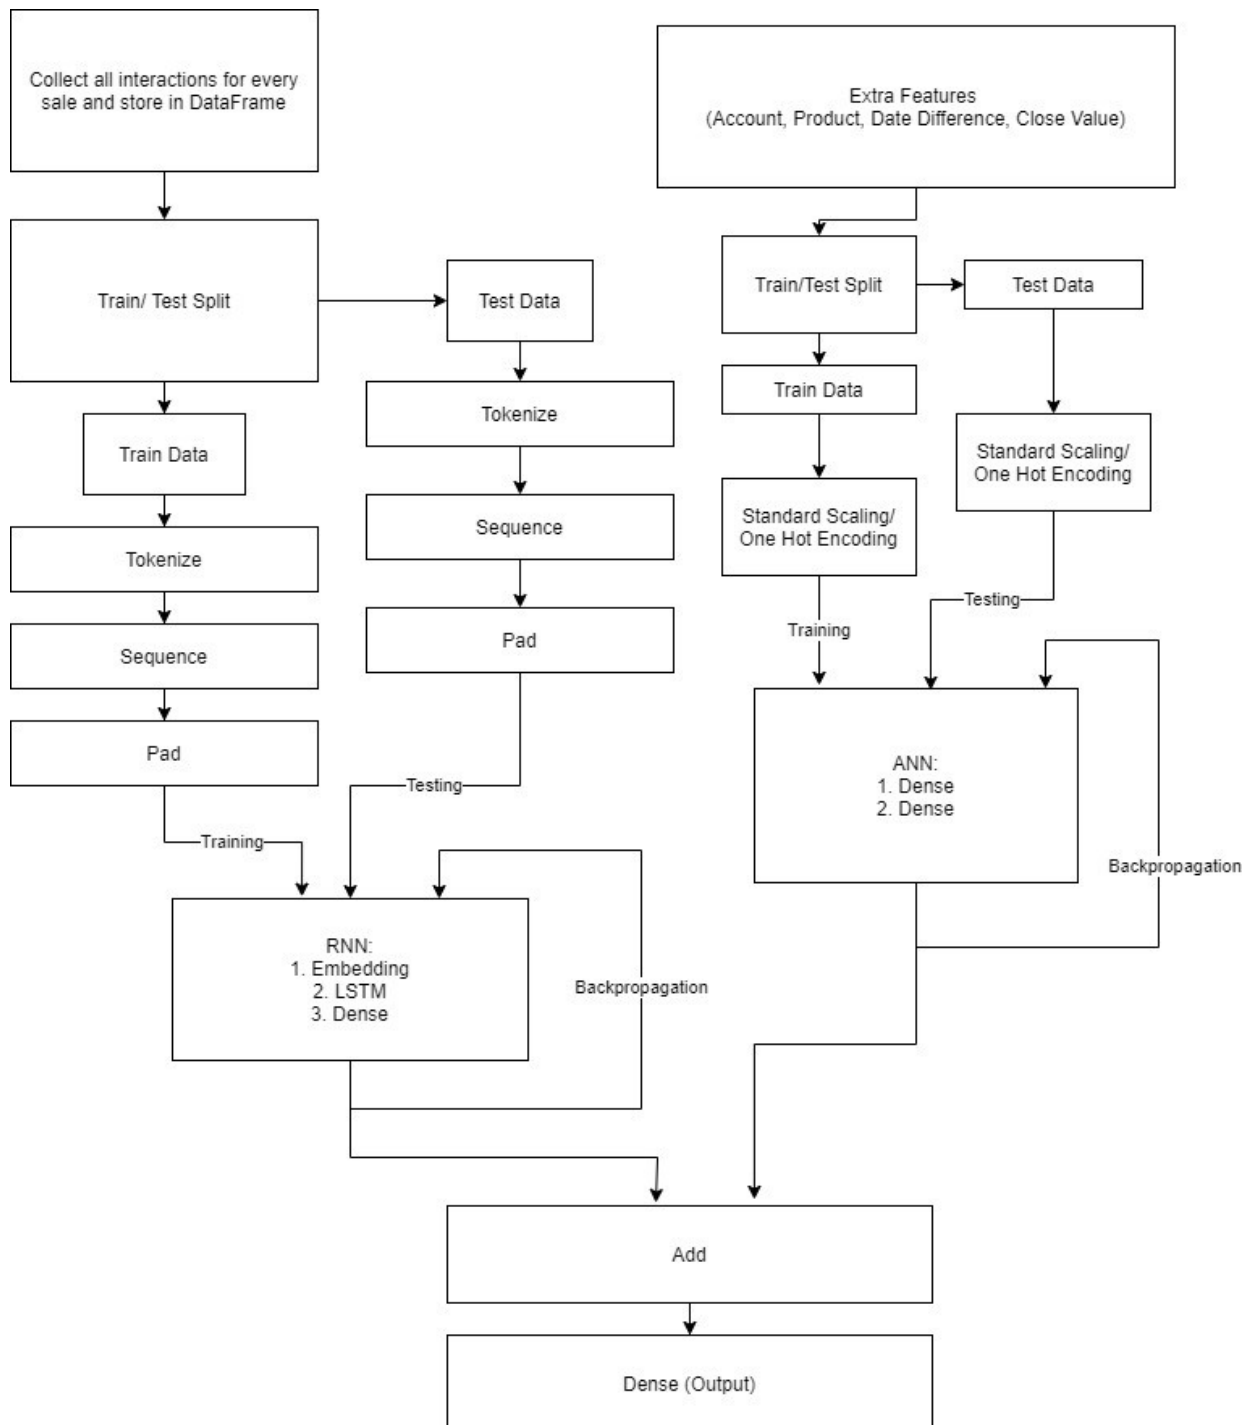 Collect all interactions for every
sale and store in DataFrame
Extra Features
(Account, Product, Date Difference, Close Value)
Train/ Test Split
Test Data
Train/Test Split
Test Data
Train Data
Tokenize
Train Data
Standard Scaling/
One Hot Encoding
Tokenize
Sequence
Standard Scaling/
One Hot Encoding
Sequence
Pad
Testing
Training
Pad
Testing
Training
ANN:
1. Dense
2. Dense
Backpropagation
RNN:
1. Embedding
2. LSTM
3. Dense
Backpropagation
Add
Dense (Output)